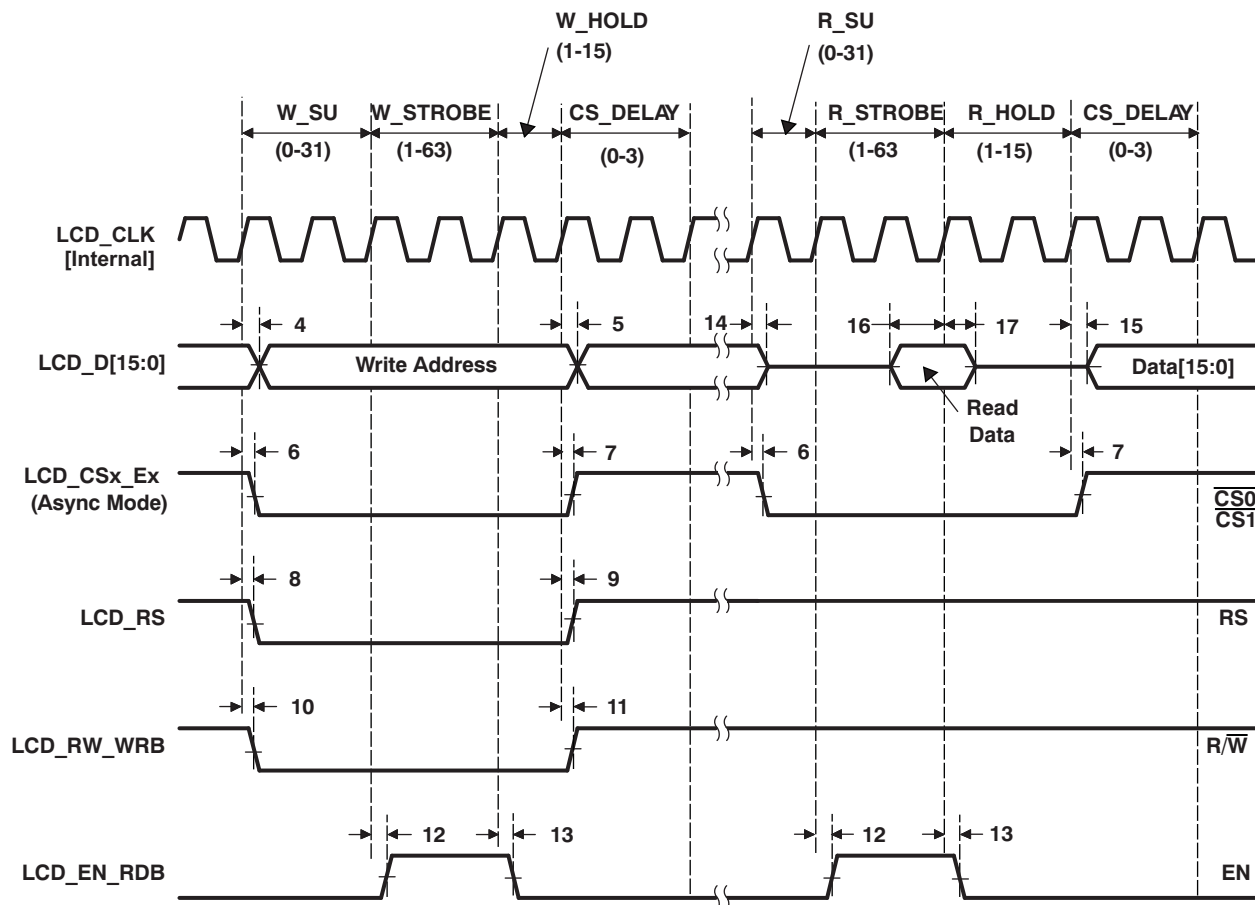 W_HOLD
(1-15)
R_SU
(0-31)
W_SU
(0-31)
W_STROBE
(1-63)
CS_DELAY
(0-3)
R_STROBE
(1-63
R_HOLD
(1-15)
CS_DELAY
(0-3)
LCD_CLK
[Internal]
4 5 14 16 17 15
LCD_D[15:0]
Write Address
Data[15:0]
Read
Data
6 7 6 7
LCD_CSx_Ex
(Async Mode)
CS0
CS1
8 9
LCD_RS
RS
10 11
LCD_RW_WRB
R/W
12 13 12 13
LCD_EN_RDB
EN